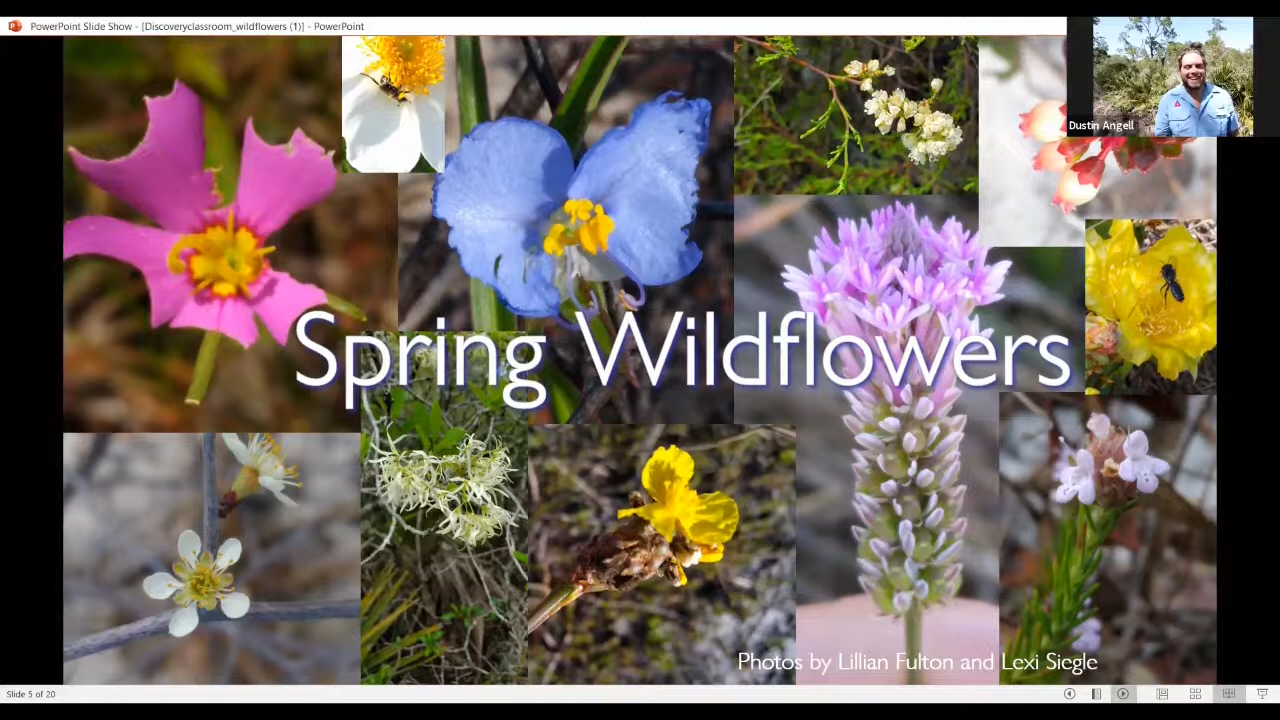 PowerPoint Slide Show - [Discoveryclassroom_wildflowers (1)] - PowerPoint
Dustin Angell
Spring Wildflowers
Photos by Lillian Fulton and Lexi Siegle
Slide 5 of 20